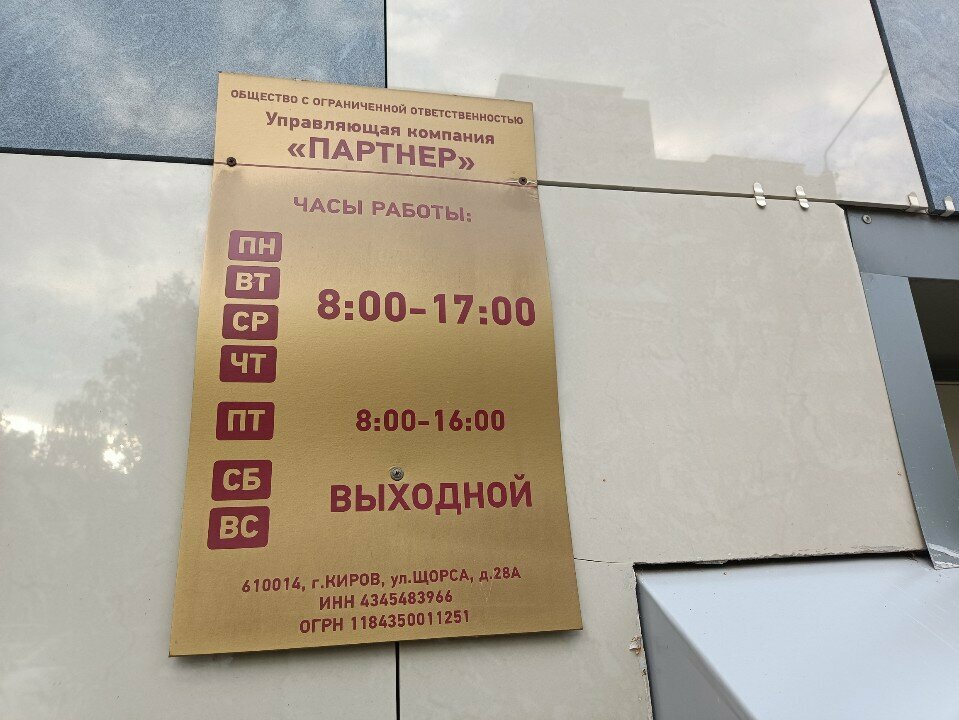 ОБЩЕСТВО С ОГРАНИЧЕННОЙ ОТВЕТСТВЕННОСТЬЮ
Управляющая компания
«ПАРТНЕР»
ЧАСЫ РАБОТЫ:
ПН
ВТ
8:00-17:00
СР
ЧТ
ПТ 8:00-16:00
СБ
ВЫХОДНОЙ
ВС
610014, г.КИРОВ, ул.ЩОРСА, д.28А
ИНН 4345483966
ОГРН 1184350011251